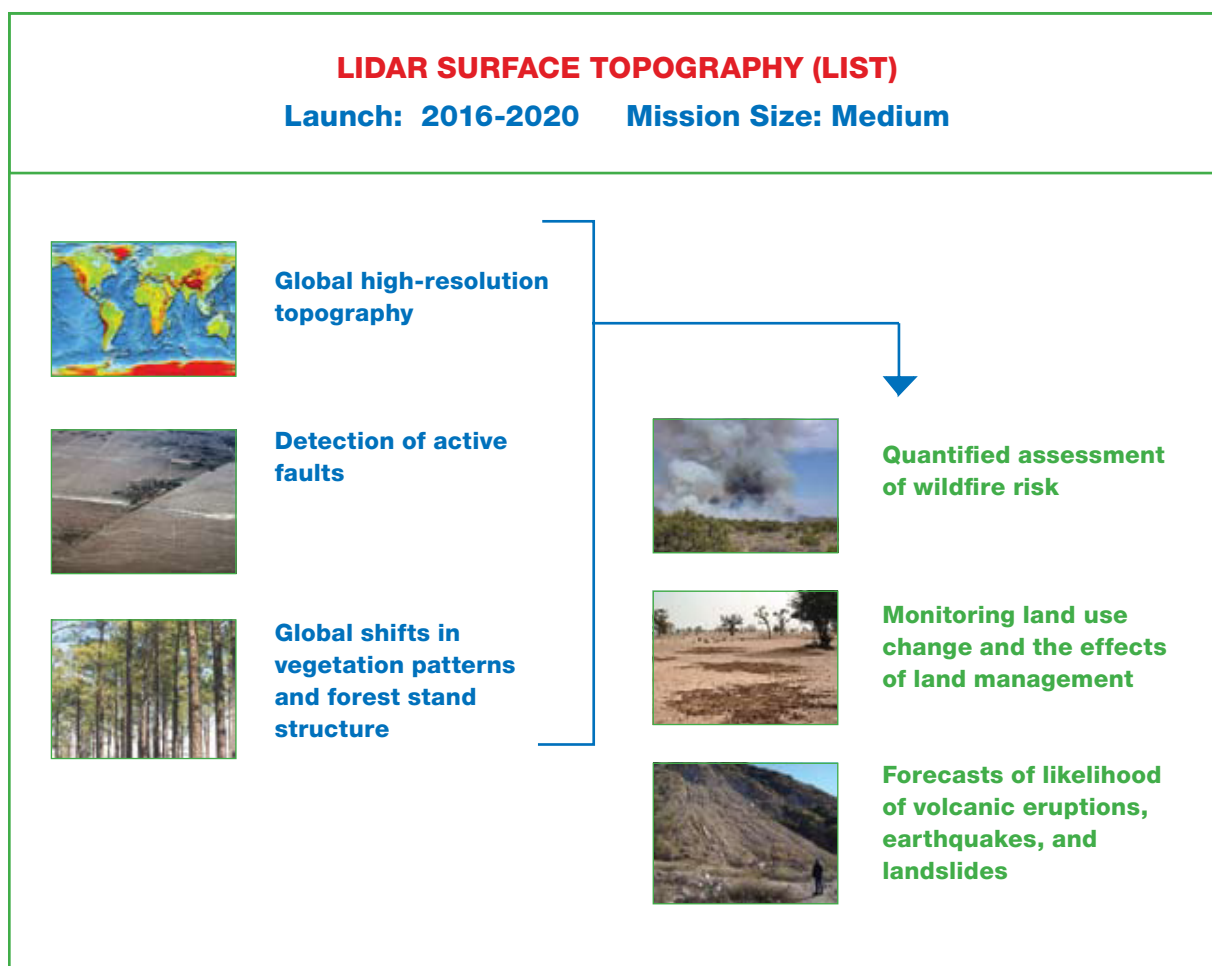 LIDAR SURFACE TOPOGRAPHY (LIST)
Launch: 2016-2020 Mission Size: Medium
Global high-resolution
topography
Detection of active
faults
Global shifts in
vegetation patterns
and forest stand
structure
Quantified assessment
of wildfire risk
Monitoring land use
change and the effects
of land management
Forecasts of likelihood
of volcanic eruptions,
earthquakes, and
landslides